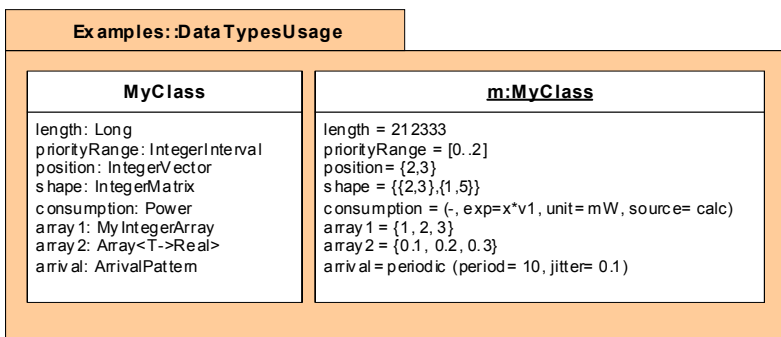 Examples::DataTypesUsage
MyClass
length: Long
priorityRange: IntegerInterval
position: IntegerVector
shape: IntegerMatrix
consumption: Power
array1: MyIntegerArray
array2: Array<T->Real>
arrival: ArrivalPattern
m:MyClass
length = 212333
priorityRange = [0..2]
position= {2,3}
shape = {{2,3},{1,5}}
consumption = (-, exp=x*v1, unit= mW, source= calc)
array1 = {1, 2, 3}
array2 = {0.1, 0.2, 0.3}
arrival= periodic (period= 10, jitter= 0.1)